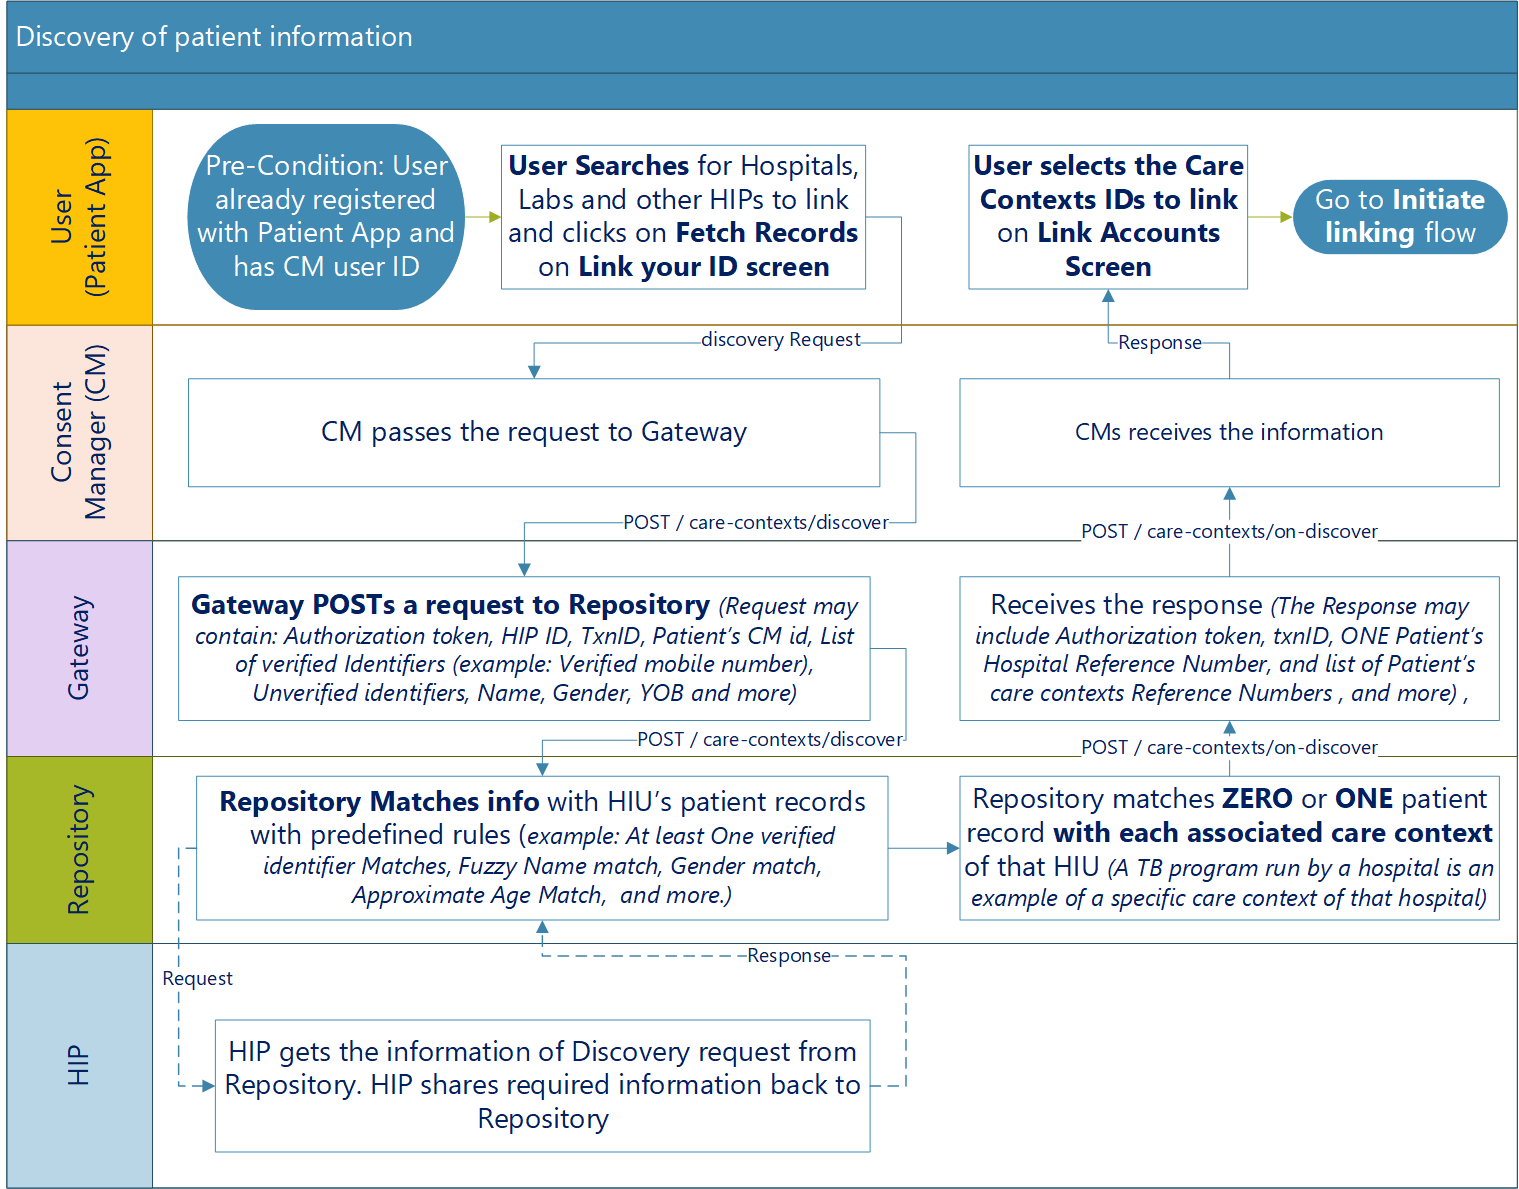 Discovery of patient information
User
(Patient App)
Pre-Condition: User
already registered
with Patient App and
has CM user ID
User Searches for Hospitals,
Labs and other HIPs to link
and clicks on Fetch Records
on Link your ID screen
User selects the Care
Contexts IDs to link
on Link Accounts
Screen
Go to Initiate
linking flow
discovery Request
Response
Consent
Manager (CM)
CM passes the request to Gateway
CMs receives the information
POST / care-contexts/discover
POST / care-contexts/on-discover
Gateway
Gateway POSTs a request to Repository (Request may
contain: Authorization token, HIP ID, TxnID, Patient's CM id, List
of verified Identifiers (example: Verified mobile number),
Unverified identifiers, Name, Gender, YOB and more)
Receives the response (The Response may
include Authorization token, txnID, ONE Patient's
Hospital Reference Number, and list of Patient's
care contexts Reference Numbers , and more) ,
POST / care-contexts/discover
POST / care-contexts/on-discover
Repository
Repository Matches info with HIU's patient records
with predefined rules (example: At least One verified
identifier Matches, Fuzzy Name match, Gender match,
Approximate Age Match,  and more.)
Repository matches ZERO or ONE patient
record with each associated care context
of that HIU (A TB program run by a hospital is an
example of a specific care context of that hospital)
Response
Request
HIP
HIP gets the information of Discovery request from
Repository. HIP shares required information back to
Repository